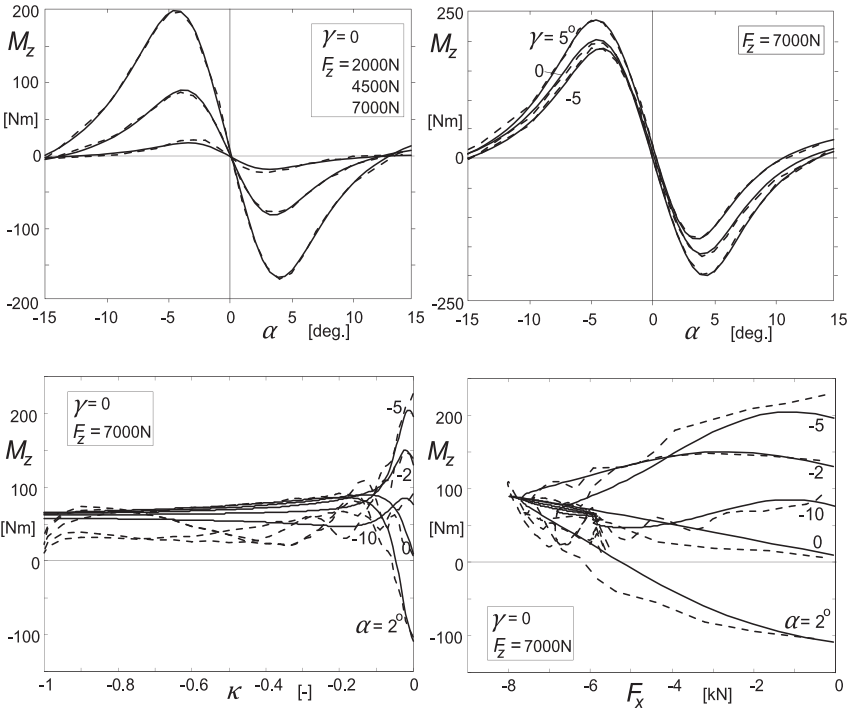 200
M_z
100
[Nm]
0
-100
200
-15
-10
-5
0
5
10
15
α
[deg.]
γ = 0
F_z = 2000N
4500N
7000N
250
M_z
200
150
100
[Nm]
50
0
-250
-15
-10
-5
0
5
10
15
α
[deg.]
γ = 5°
0
-5
F_z = 7000N
200
M_z
100
[Nm]
0
-100
-1
-0.8
-0.6
-0.4
-0.2
0
κ
[-]
γ = 0
F_z = 7000N
-5
-2
-10
0
α = 2°
200
M_z
100
[Nm]
0
-100
-8
-6
-4
-2
0
F_x
[kN]
γ = 0
F_z = 7000N
-5
-2
-10
0
α = 2°